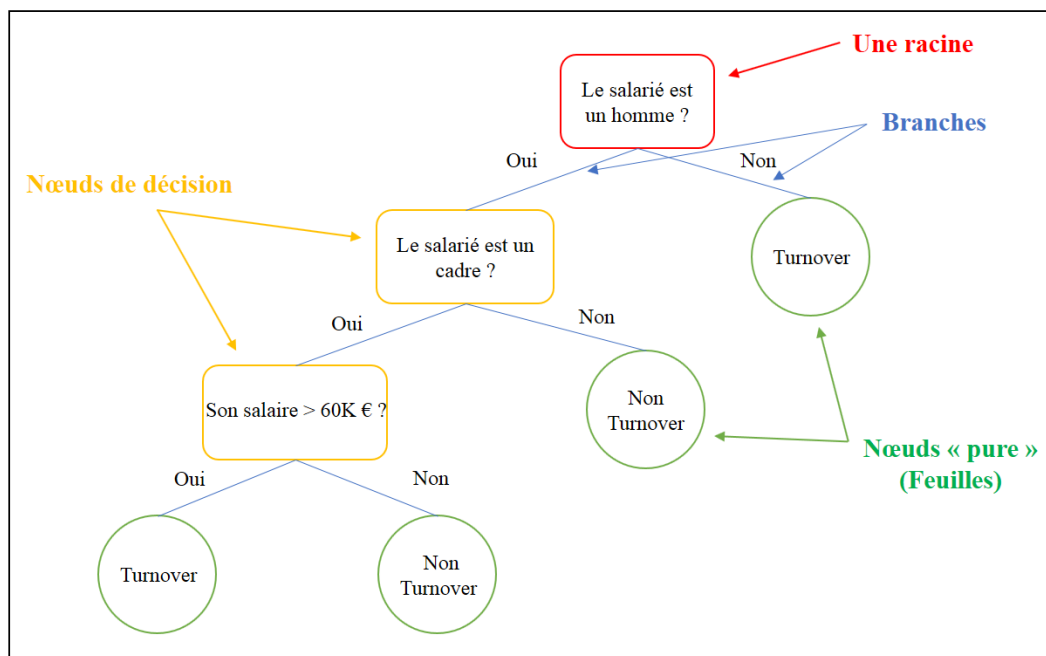 Une racine
Le salarié est
un homme ?
Branches
Oui
Non
Nœuds de décision
Le salarié est un
cadre ?
Turnover
Oui
Non
Son salaire > 60K € ?
Non
Turnover
Nœuds « pure »
(Feuilles)
Oui
Non
Turnover
Non
Turnover